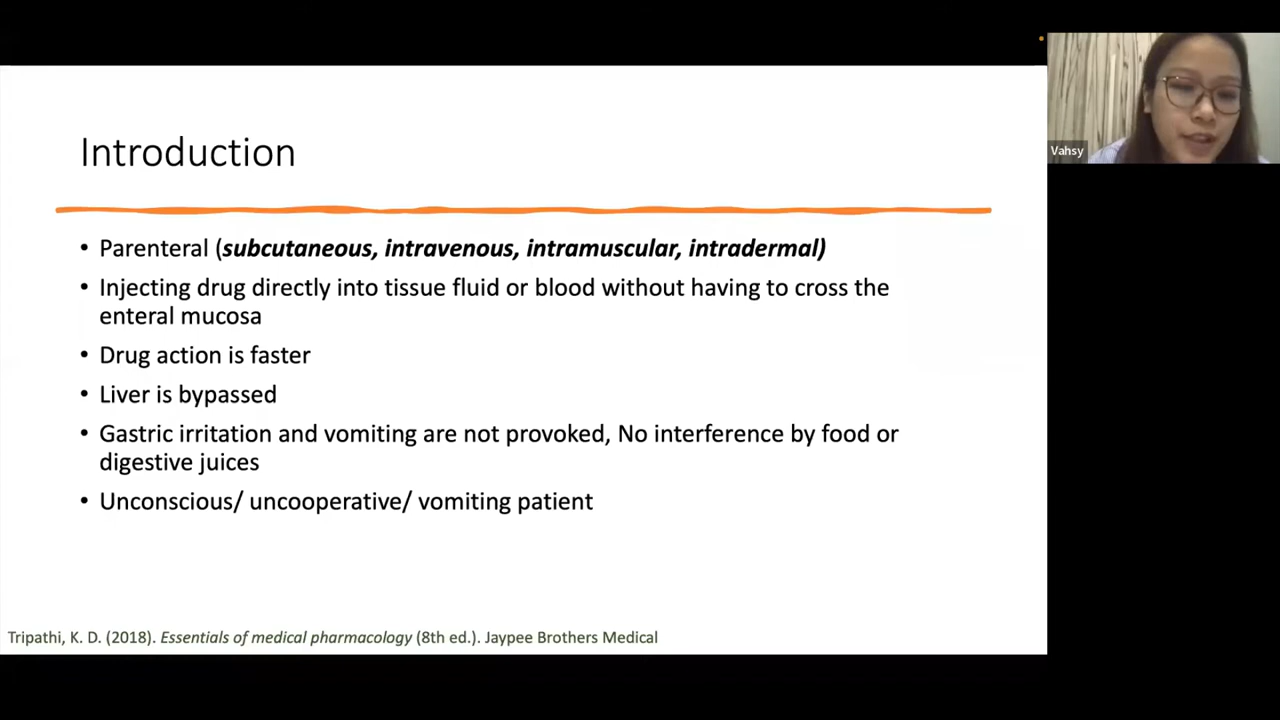 Introduction
• Parenteral (subcutaneous, intravenous, intramuscular, intradermal)
• Injecting drug directly into tissue fluid or blood without having to cross the
enteral mucosa
• Drug action is faster
• Liver is bypassed
• Gastric irritation and vomiting are not provoked, No interference by food or
digestive juices
• Unconscious/ uncooperative/ vomiting patient
Tripathi, K. D. (2018). Essentials of medical pharmacology (8th ed.). Jaypee Brothers Medical
Vahsy